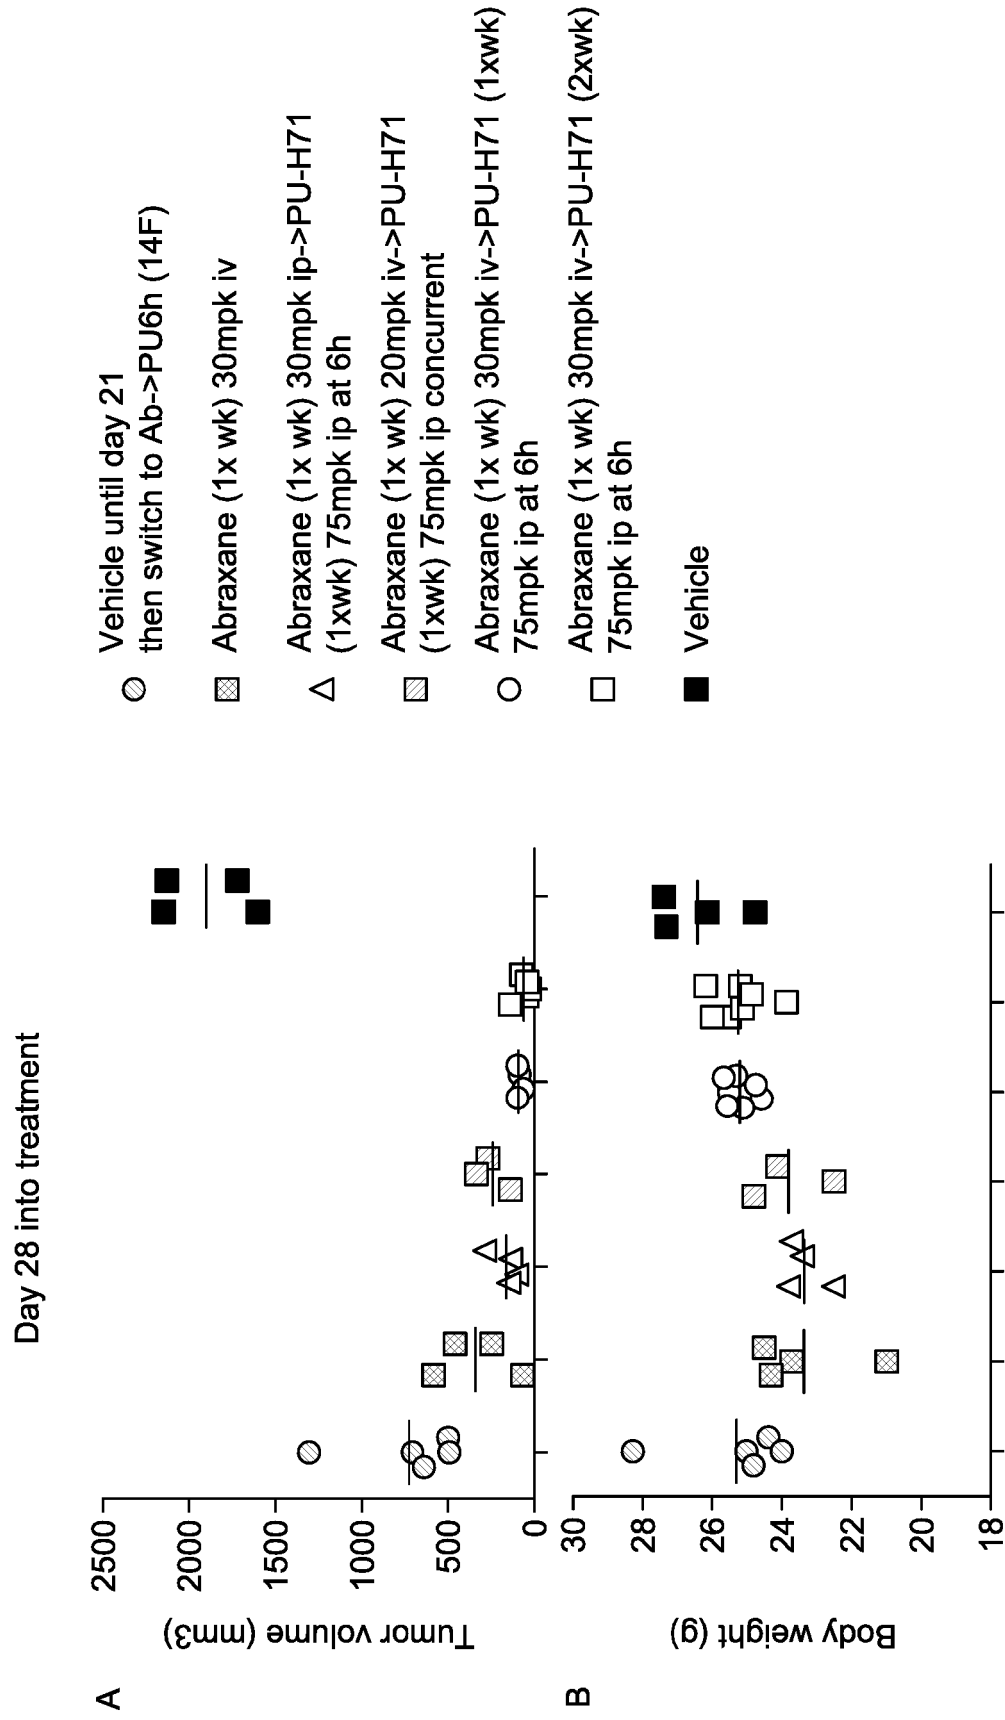 Day 28 into treatment
A
Tumor volume (mm3)
2500
2000
1500
1000
500
0
B
Body weight (g)
30
28
26
24
22
20
18
Vehicle until day 21
then switch to Ab->PU6h (14F)
Abraxane (1x wk) 30mpk iv
Abraxane (1x wk) 30mpk ip->PU-H71
(1xwk) 75mpk ip at 6h
Abraxane (1x wk) 20mpk iv->PU-H71
(1xwk) 75mpk ip concurrent
Abraxane (1x wk) 30mpk iv->PU-H71 (1xwk)
75mpk ip at 6h
Abraxane (1x wk) 30mpk iv->PU-H71 (2xwk)
75mpk ip at 6h
Vehicle